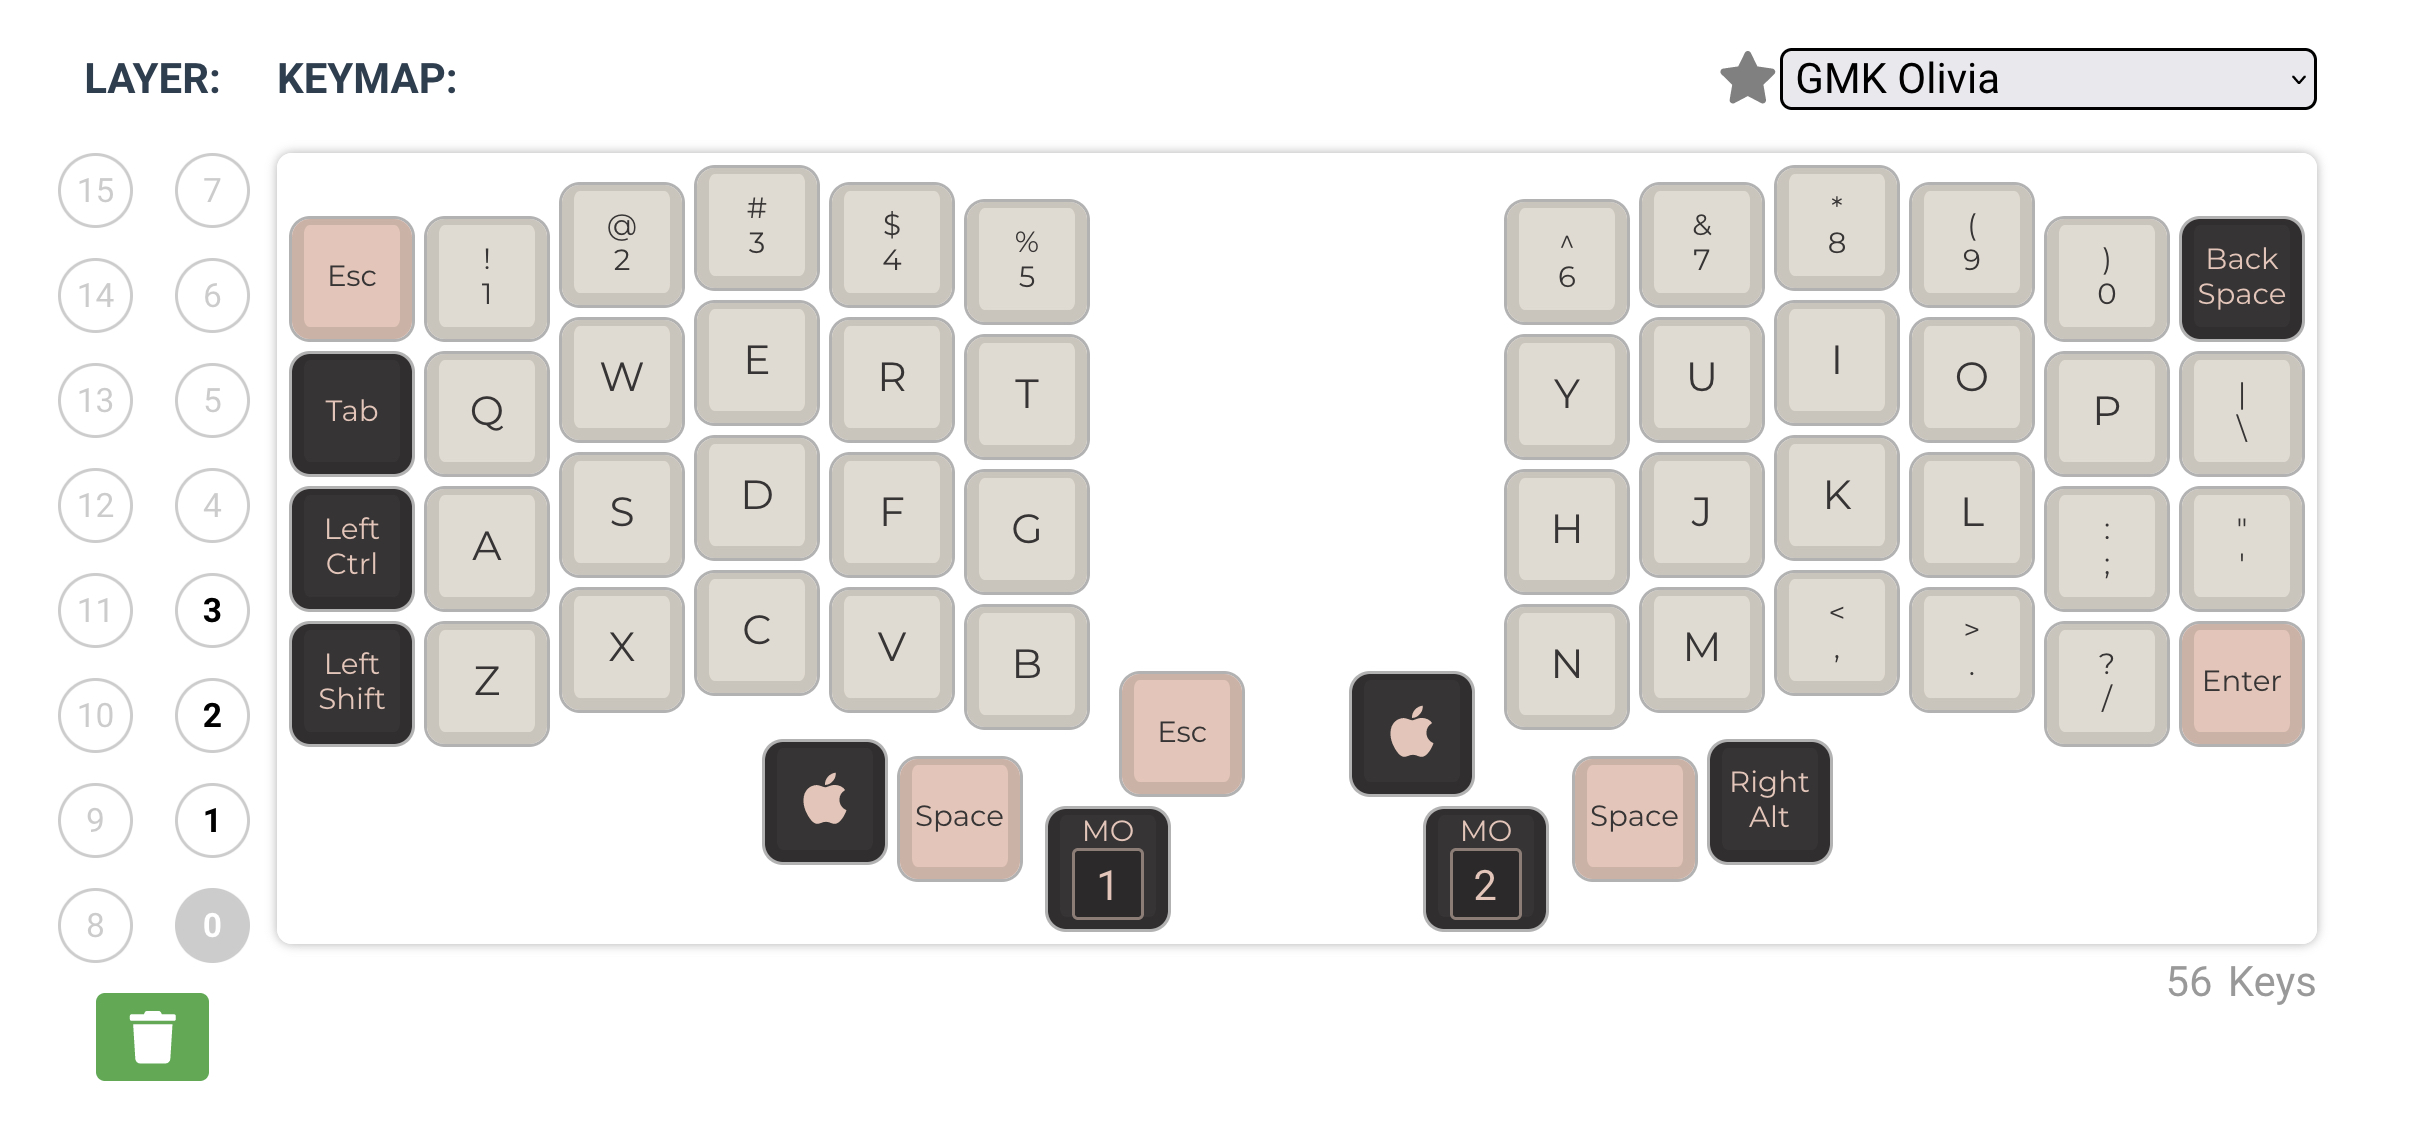 LAYER: KEYMAP: GMK Olivia
15 7
14 6
13 5
12 4
11 3
10 2
9 1
8 0
Esc ! 1 @ 2 # 3 $ 4 % 5 ^ 6 & 7 * 8 ( 9 ) 0 Back Space
Tab Q W E R T Y U I O P | \
Left Ctrl A S D F G H J K L : ; " '
Left Shift Z X C V B N M < , > . ? / Enter
Esc
Space MO 1 MO 2 Space Right Alt
56 Keys